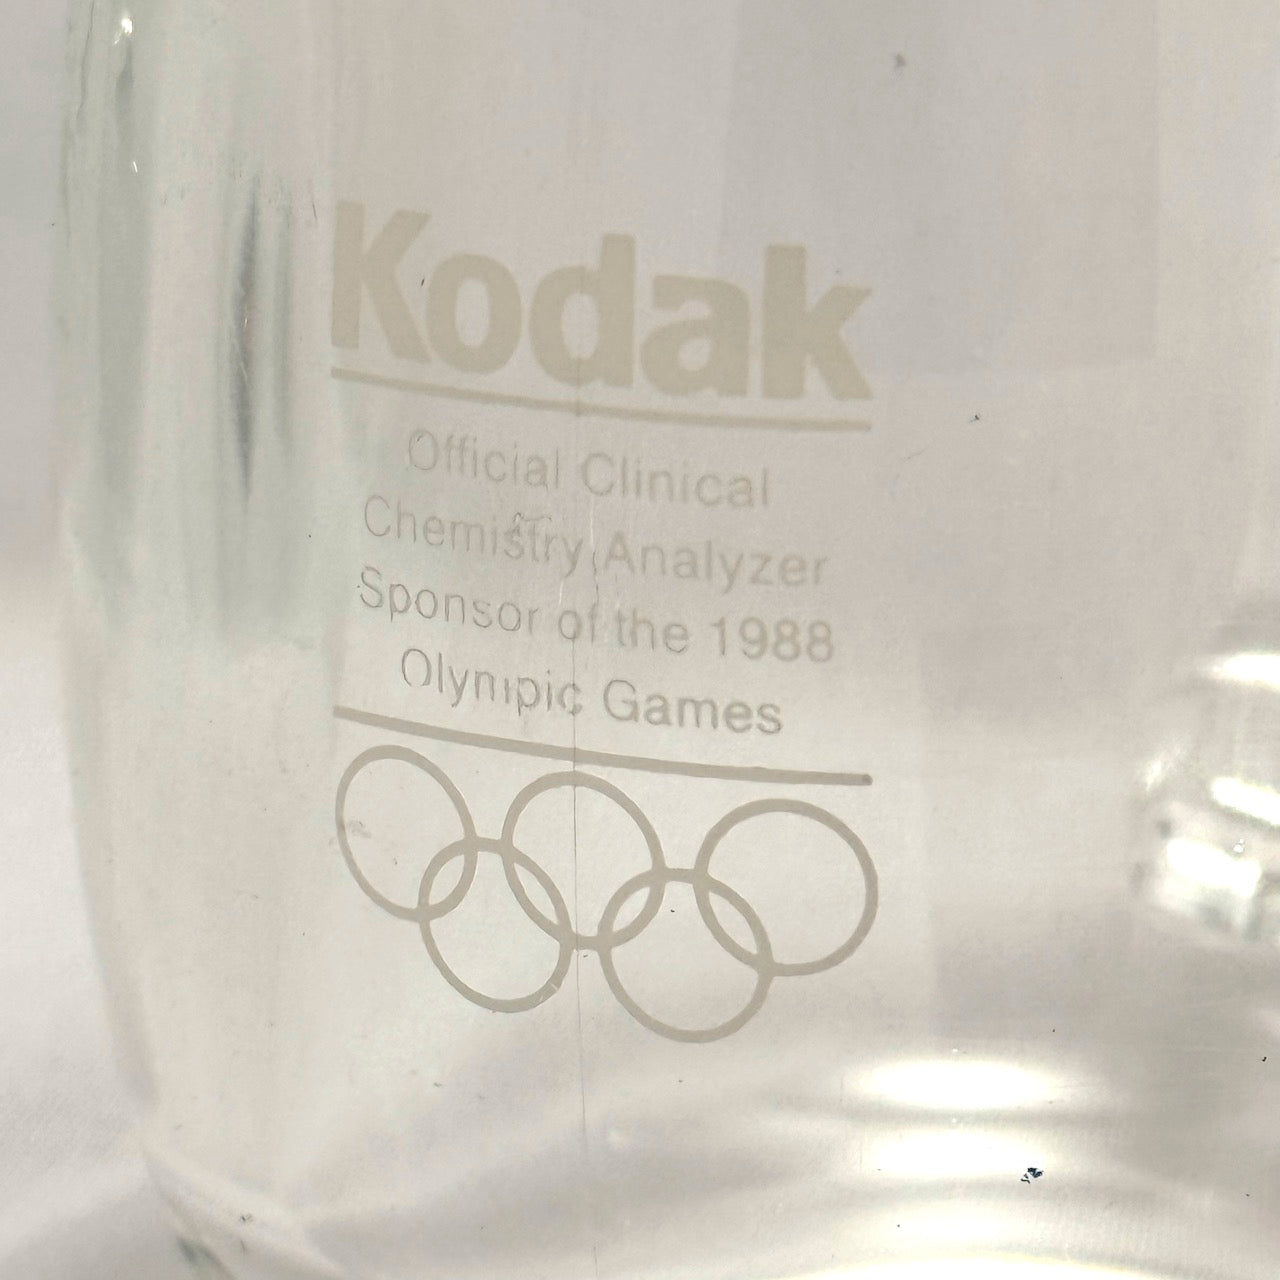 Kodak
Official Clinical
Chemistry Analyzer
Sponsor of the 1988
Olympic Games